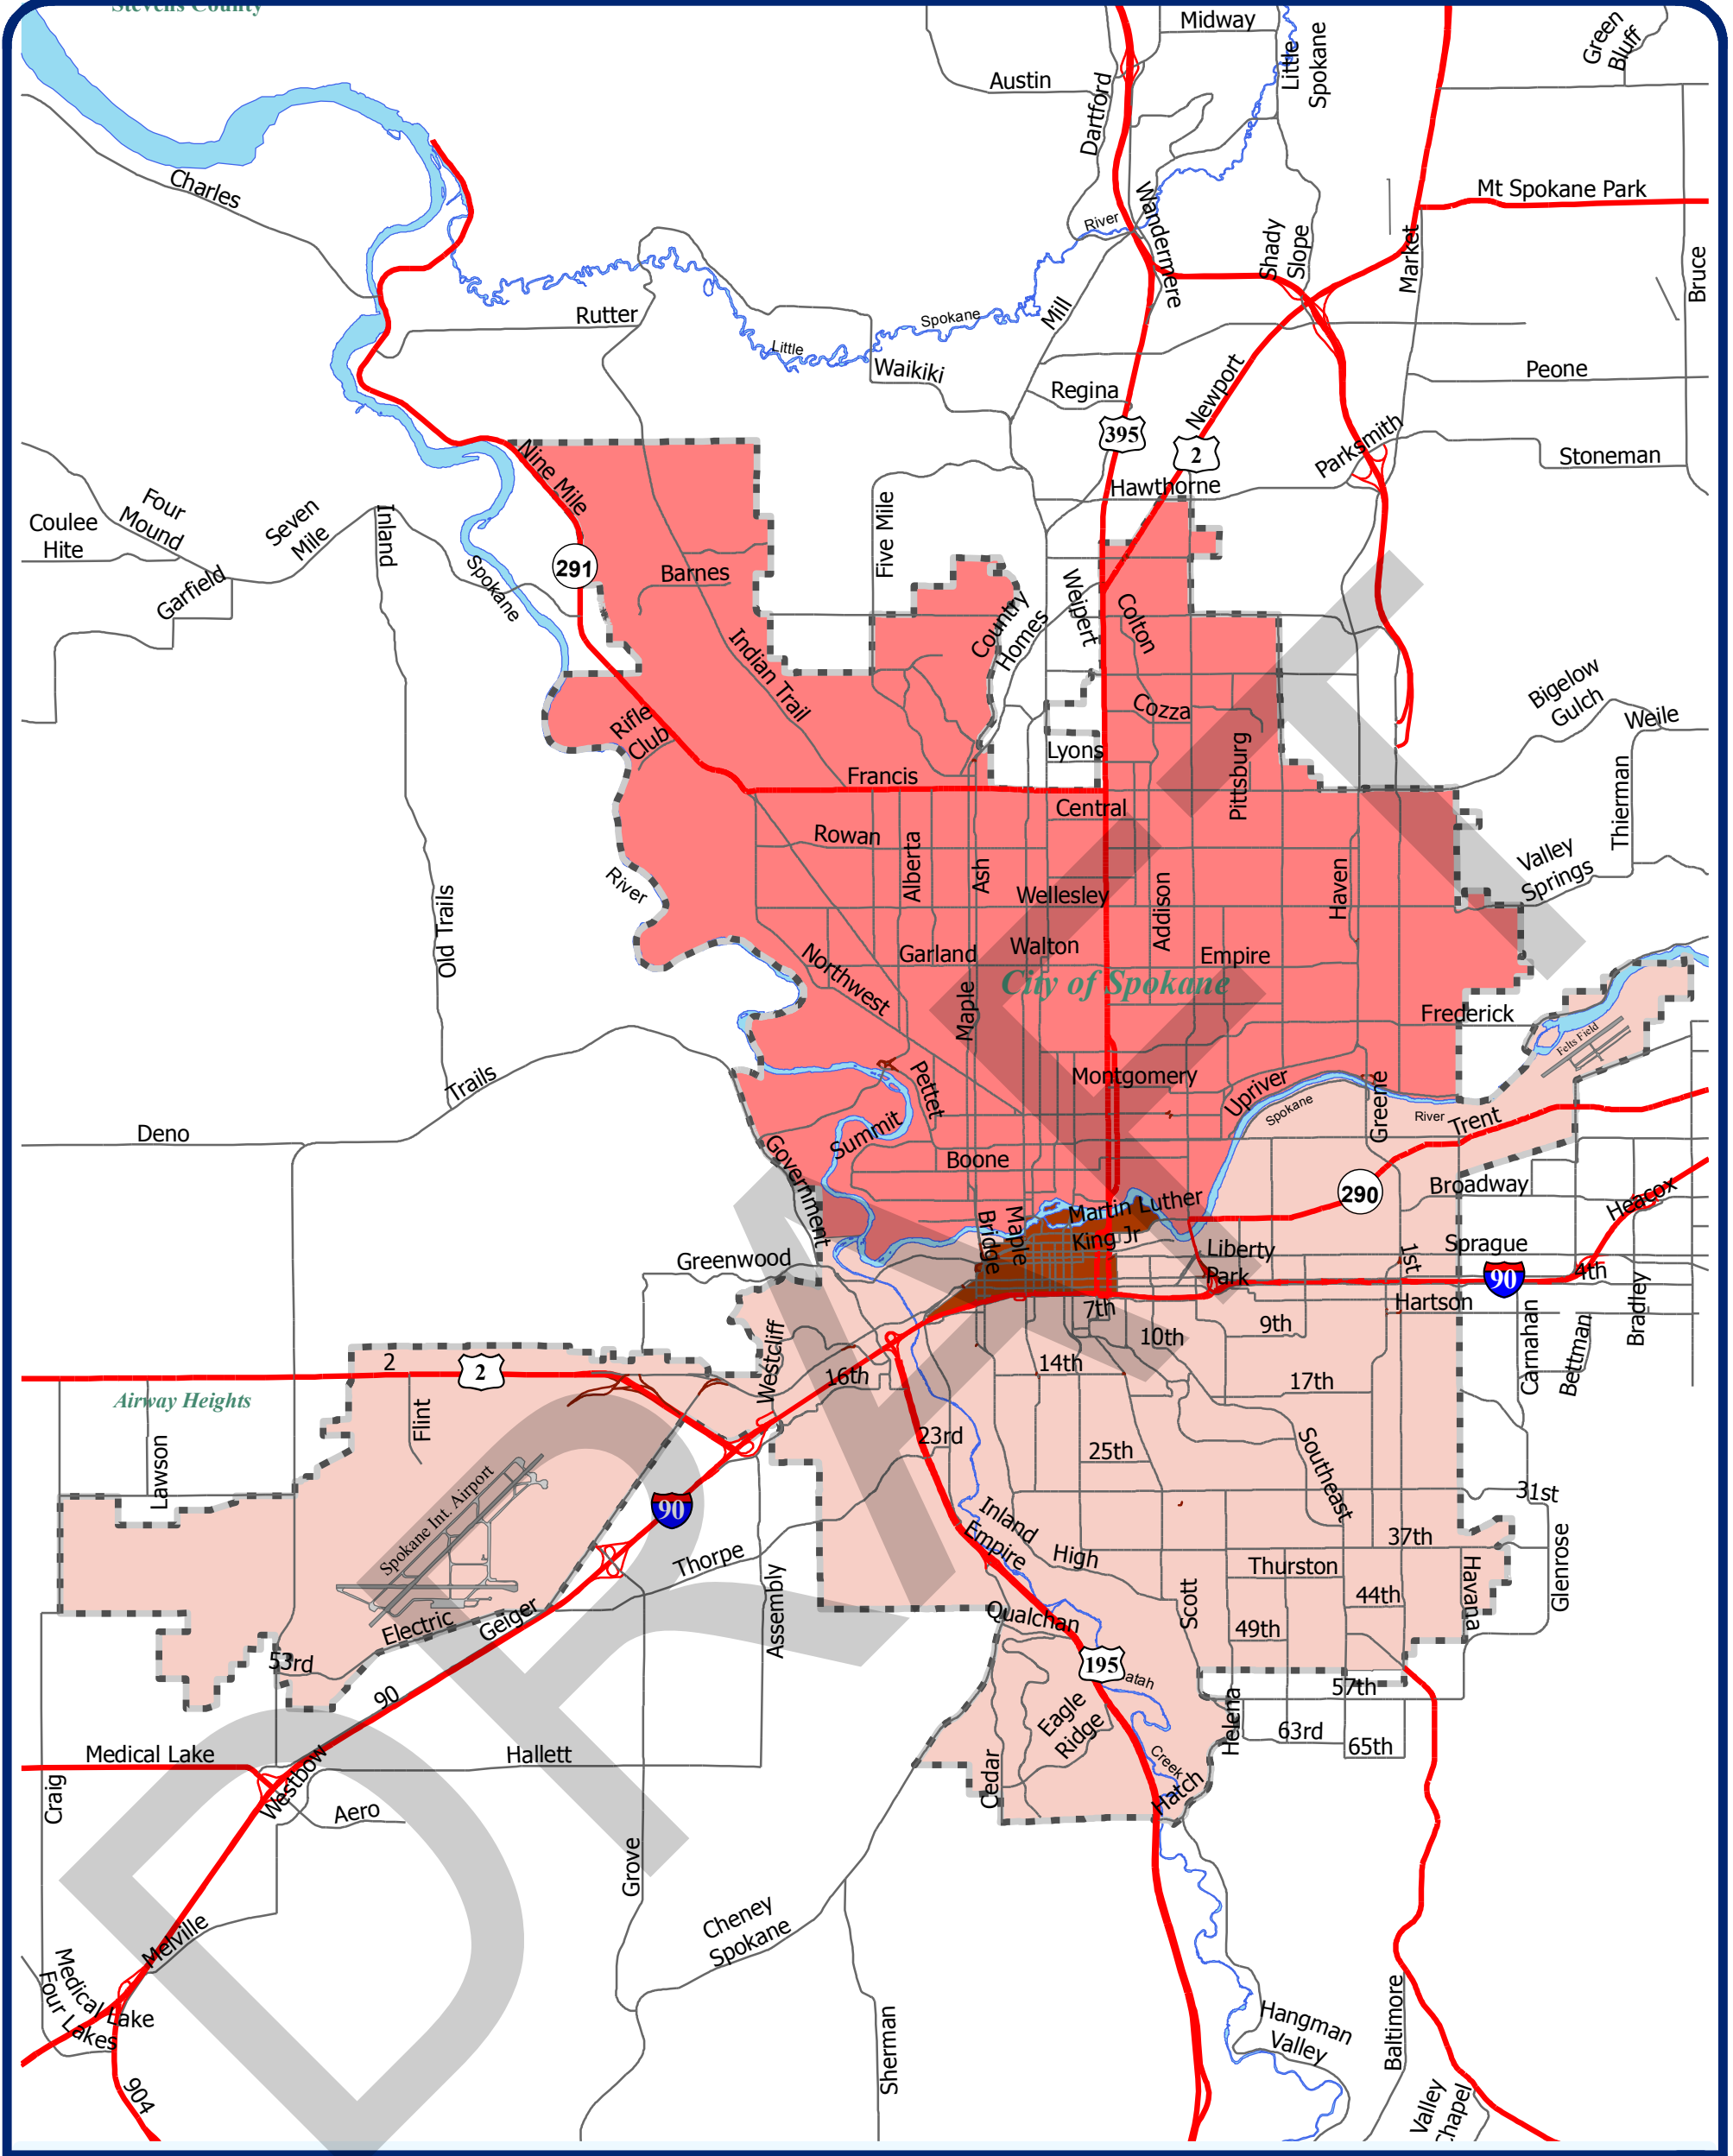 Stevens County
Midway
Little
Spokane
Green
Bluff
Austin
Dartford
Charles
Mt Spokane Park
River
Wandermere
Shady
Slope
Market
Bruce
Rutter
Spokane
Mill
Little
Waikiki
Peone
Regina
Newport
395
2
Parksmith
Stoneman
Nine Mile
Hawthorne
Four
Mound
Coulee
Hite
Seven
Mile
Inland
Five Mile
291
Spokane
Garfield
Barnes
Country
Homes
Weipert
Colton
Indian Trail
Bigelow
Gulch
Weile
Rifle
Club
Cozza
Lyons
Pittsburg
Francis
Thierman
Central
Rowan
Alberta
Ash
Valley
Springs
River
Wellesley
Addison
Haven
Old Trails
Northwest
Garland
Walton
Empire
City of Spokane
Maple
Frederick
Felts Field
Trails
Pettet
Montgomery
Upriver
Spokane
Greene
River
Trent
Deno
Summit
Government
Boone
290
Broadway
Heacox
Bridge
Maple
Martin Luther
King Jr
Greenwood
Liberty
Park
1st
Sprague
90
4th
7th
Hartson
Carnahan
Bettman
Bradley
9th
10th
Westcliff
14th
2
2
16th
17th
Airway Heights
Flint
23rd
25th
Southeast
Lawson
Spokane Int. Airport
90
31st
Inland
Empire
37th
High
Thorpe
Thurston
Havana
Glenrose
Assembly
Scott
44th
Electric
Geiger
Qualchan
49th
53rd
195
atah
57th
90
Eagle
Ridge
Helena
63rd
65th
Medical Lake
Hallett
Creek
Craig
Westbow
Cedar
Hatch
Aero
Grove
Cheney
Spokane
Melville
Medical Lake
Four Lakes
Sherman
Hangman
Valley
Baltimore
904
Valley
Chapel
DRAFT